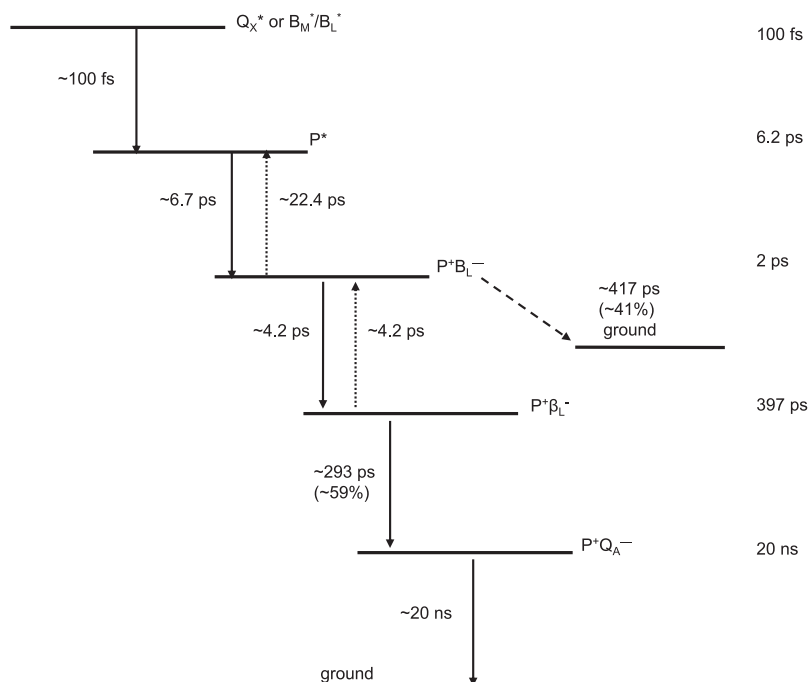 Qₓ* or B_M*/B_L*
100 fs
~100 fs
P*
6.2 ps
~6.7 ps
~22.4 ps
P⁺B_L⁻
2 ps
~417 ps
(~41%)
ground
~4.2 ps
~4.2 ps
P⁺β_L⁻
397 ps
~293 ps
(~59%)
P⁺Q_A⁻
20 ns
~20 ns
ground